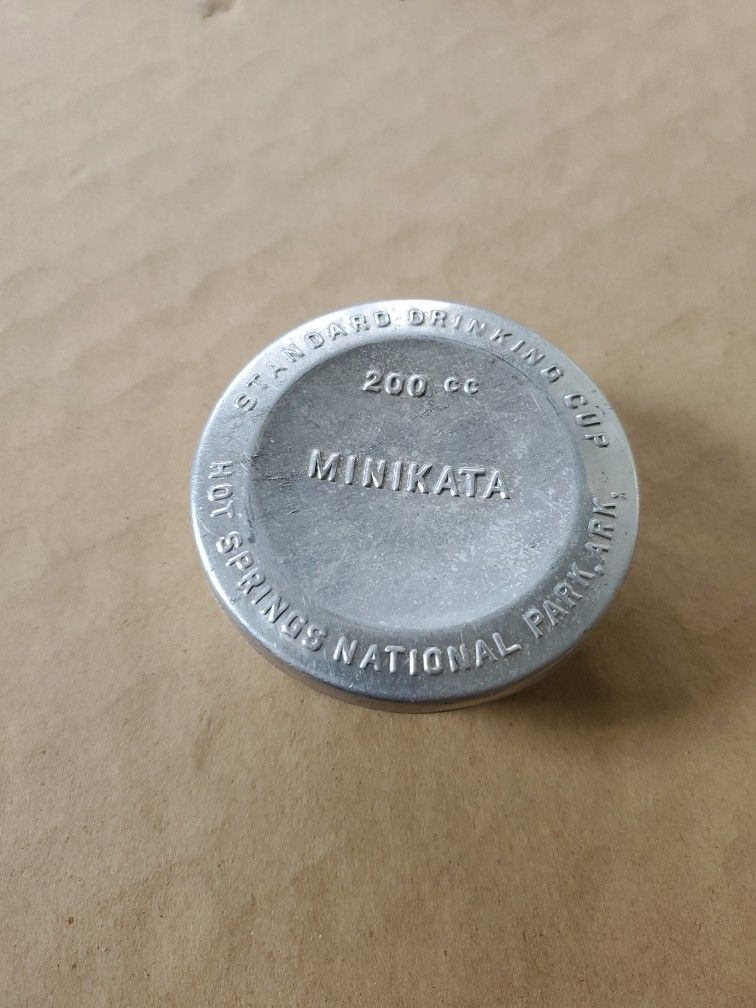 STANDARD DRINKING CUP
200 CC
MINIKATA
HOT SPRINGS NATIONAL PARK, ARK.